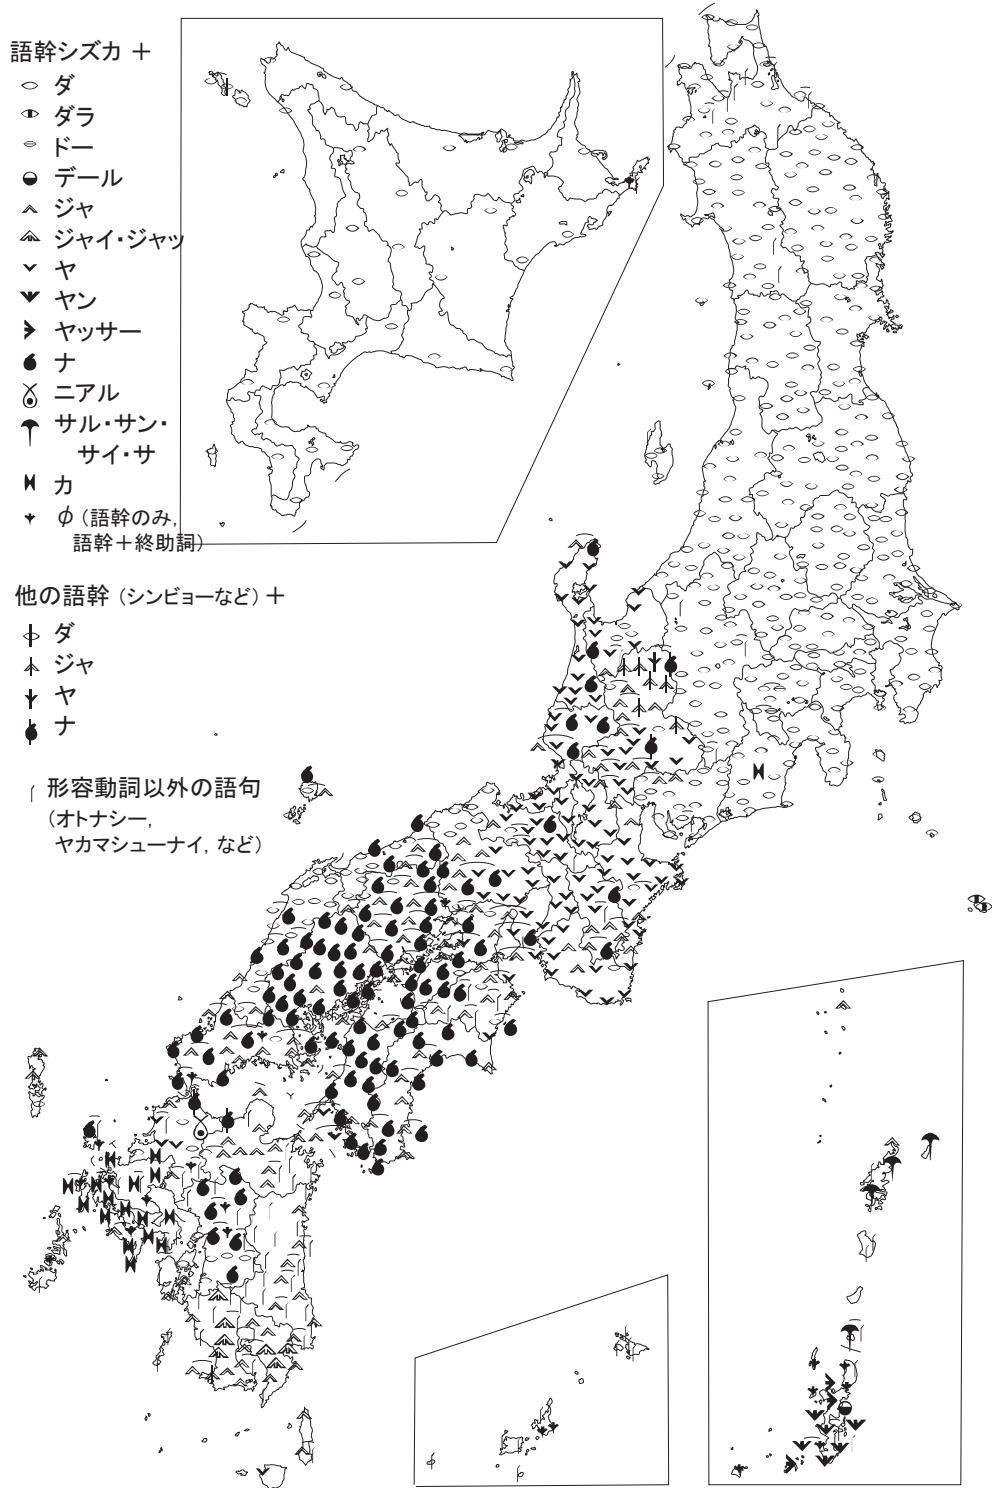 語幹シズカ ＋
ダ
ダラ
ドー
デール
ジャ
ジャイ・ジャッ
ヤ
ヤン
ヤッサー
ナ
ニアル
サル・サン・
サイ・サ
カ
φ（語幹のみ，
語幹＋終助詞）
他の語幹（シンビョーなど）＋
ダ
ジャ
ヤ
ナ
形容動詞以外の語句
（オトナシー，
ヤカマシューナイ，など）